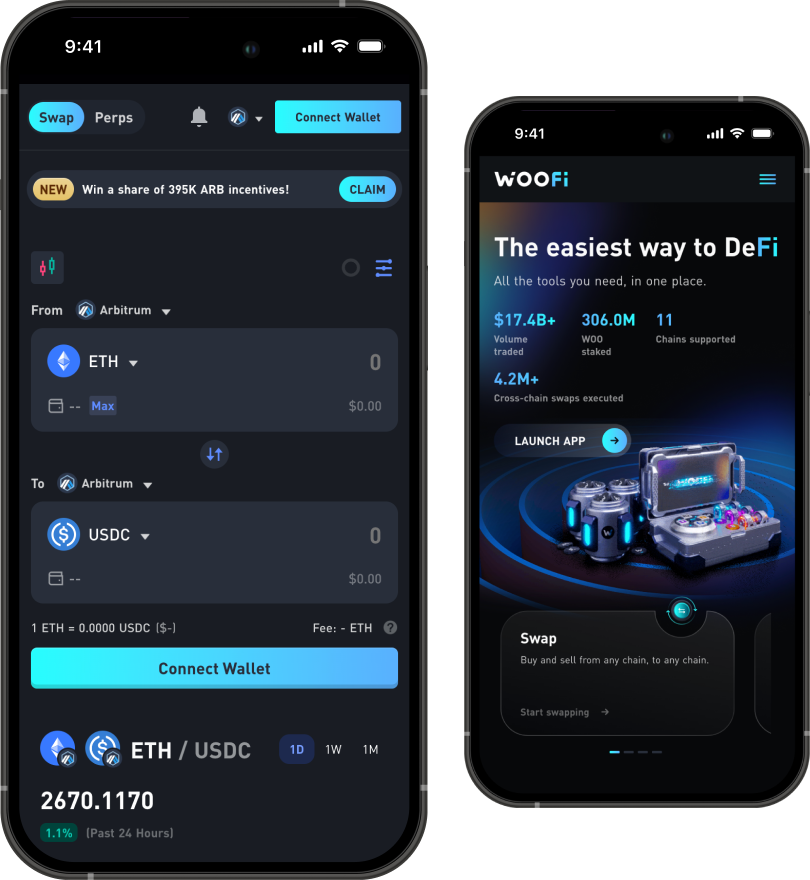 9:41
Swap Perps Connect Wallet
NEW Win a share of 395K ARB incentives! CLAIM
From Arbitrum
ETH 0
-- Max $0.00
To Arbitrum
USDC 0
-- $0.00
1 ETH = 0.0000 USDC ($-) Fee: - ETH ?
Connect Wallet
ETH / USDC 1D 1W 1M
2670.1170
1.1% (Past 24 Hours)
9:41
WOOFi
The easiest way to DeFi
All the tools you need, in one place.
$17.4B+ 306.0M 11
Volume traded WOO staked Chains supported
4.2M+
Cross-chain swaps executed
LAUNCH APP
Swap
Buy and sell from any chain, to any chain.
Start swapping